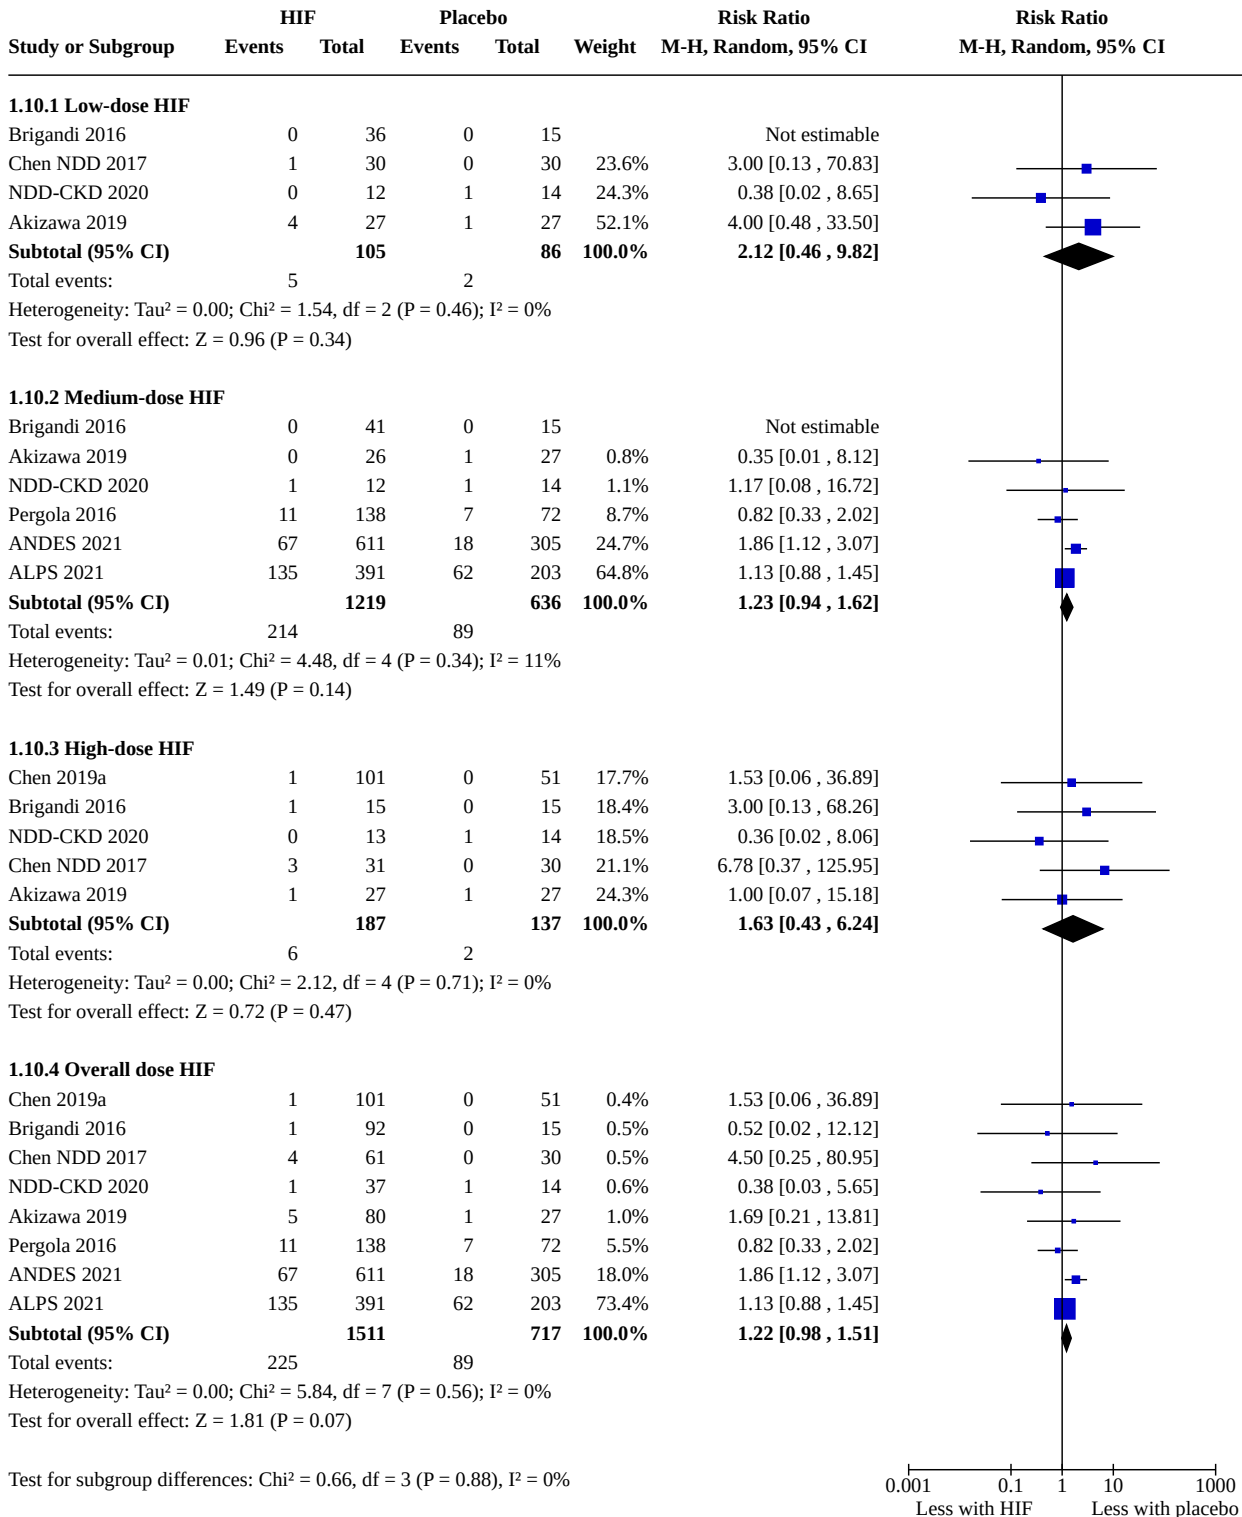 HIF Placebo Risk Ratio Risk Ratio
Study or Subgroup Events Total Events Total Weight M-H, Random, 95% CI M-H, Random, 95% CI
1.10.1 Low-dose HIF
Brigandi 2016 0 36 0 15 Not estimable
Chen NDD 2017 1 30 0 30 23.6% 3.00 [0.13 , 70.83]
NDD-CKD 2020 0 12 1 14 24.3% 0.38 [0.02 , 8.65]
Akizawa 2019 4 27 1 27 52.1% 4.00 [0.48 , 33.50]
Subtotal (95% CI) 105 86 100.0% 2.12 [0.46 , 9.82]
Total events: 5 2
Heterogeneity: Tau² = 0.00; Chi² = 1.54, df = 2 (P = 0.46); I² = 0%
Test for overall effect: Z = 0.96 (P = 0.34)
1.10.2 Medium-dose HIF
Brigandi 2016 0 41 0 15 Not estimable
Akizawa 2019 0 26 1 27 0.8% 0.35 [0.01 , 8.12]
NDD-CKD 2020 1 12 1 14 1.1% 1.17 [0.08 , 16.72]
Pergola 2016 11 138 7 72 8.7% 0.82 [0.33 , 2.02]
ANDES 2021 67 611 18 305 24.7% 1.86 [1.12 , 3.07]
ALPS 2021 135 391 62 203 64.8% 1.13 [0.88 , 1.45]
Subtotal (95% CI) 1219 636 100.0% 1.23 [0.94 , 1.62]
Total events: 214 89
Heterogeneity: Tau² = 0.01; Chi² = 4.48, df = 4 (P = 0.34); I² = 11%
Test for overall effect: Z = 1.49 (P = 0.14)
1.10.3 High-dose HIF
Chen 2019a 1 101 0 51 17.7% 1.53 [0.06 , 36.89]
Brigandi 2016 1 15 0 15 18.4% 3.00 [0.13 , 68.26]
NDD-CKD 2020 0 13 1 14 18.5% 0.36 [0.02 , 8.06]
Chen NDD 2017 3 31 0 30 21.1% 6.78 [0.37 , 125.95]
Akizawa 2019 1 27 1 27 24.3% 1.00 [0.07 , 15.18]
Subtotal (95% CI) 187 137 100.0% 1.63 [0.43 , 6.24]
Total events: 6 2
Heterogeneity: Tau² = 0.00; Chi² = 2.12, df = 4 (P = 0.71); I² = 0%
Test for overall effect: Z = 0.72 (P = 0.47)
1.10.4 Overall dose HIF
Chen 2019a 1 101 0 51 0.4% 1.53 [0.06 , 36.89]
Brigandi 2016 1 92 0 15 0.5% 0.52 [0.02 , 12.12]
Chen NDD 2017 4 61 0 30 0.5% 4.50 [0.25 , 80.95]
NDD-CKD 2020 1 37 1 14 0.6% 0.38 [0.03 , 5.65]
Akizawa 2019 5 80 1 27 1.0% 1.69 [0.21 , 13.81]
Pergola 2016 11 138 7 72 5.5% 0.82 [0.33 , 2.02]
ANDES 2021 67 611 18 305 18.0% 1.86 [1.12 , 3.07]
ALPS 2021 135 391 62 203 73.4% 1.13 [0.88 , 1.45]
Subtotal (95% CI) 1511 717 100.0% 1.22 [0.98 , 1.51]
Total events: 225 89
Heterogeneity: Tau² = 0.00; Chi² = 5.84, df = 7 (P = 0.56); I² = 0%
Test for overall effect: Z = 1.81 (P = 0.07)
Test for subgroup differences: Chi² = 0.66, df = 3 (P = 0.88), I² = 0%
0.001 0.1 1 10 1000
Less with HIF Less with placebo